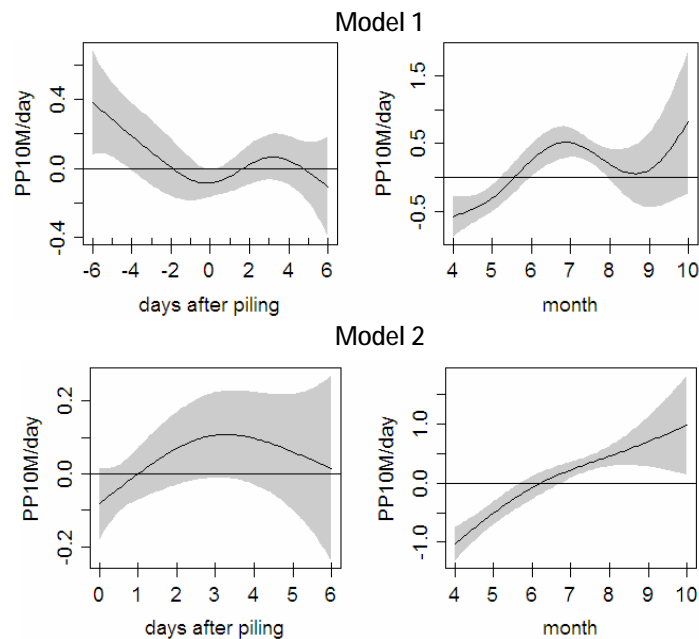 Model 1
PP10M/day
0.4
0.0
-0.4
-6 -4 -2 0 2 4 6
days after piling
PP10M/day
1.5
0.5
-0.5
4 5 6 7 8 9 10
month
Model 2
PP10M/day
0.2
0.0
-0.2
0 1 2 3 4 5 6
days after piling
PP10M/day
1.0
0.0
-1.0
4 5 6 7 8 9 10
month